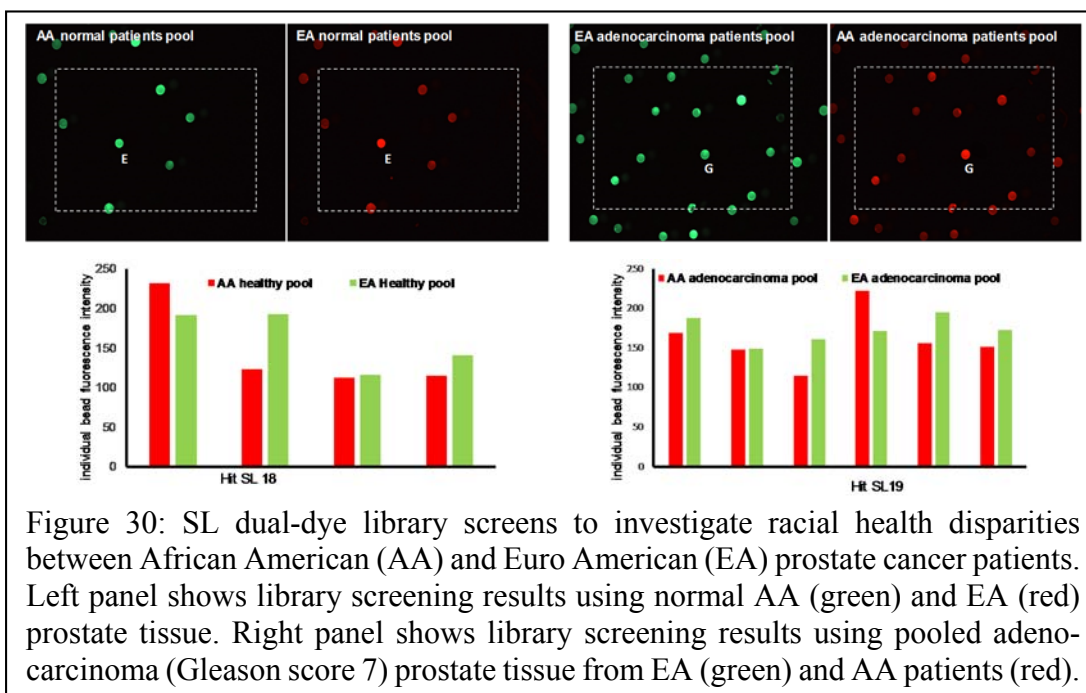 AA normal patients pool
EA normal patients pool
EA adenocarcinoma patients pool
AA adenocarcinoma patients pool
E
E
G
G
individual bead fluorescence intensity
250
200
150
100
50
0
AA healthy pool
EA Healthy pool
Hit SL 18
individual bead fluorescence intensity
250
200
150
100
50
0
AA adenocarcinoma pool
EA adenocarcinoma pool
Hit SL19
Figure 30: SL dual-dye library screens to investigate racial health disparities
between African American (AA) and Euro American (EA) prostate cancer patients.
Left panel shows library screening results using normal AA (green) and EA (red)
prostate tissue. Right panel shows library screening results using pooled adeno-
carcinoma (Gleason score 7) prostate tissue from EA (green) and AA patients (red).